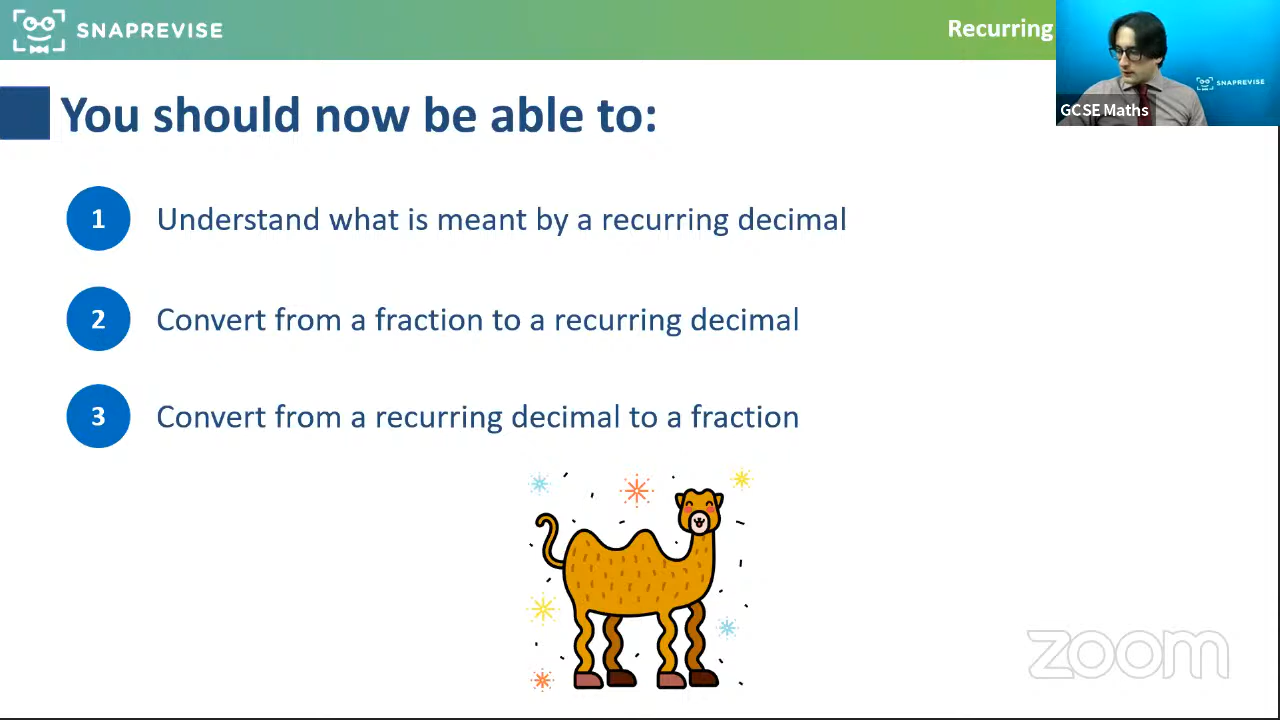 SNAPREVISE
Recurring
SNAPREVISE
GCSE Maths
You should now be able to:
1 Understand what is meant by a recurring decimal
2 Convert from a fraction to a recurring decimal
3 Convert from a recurring decimal to a fraction
zoom